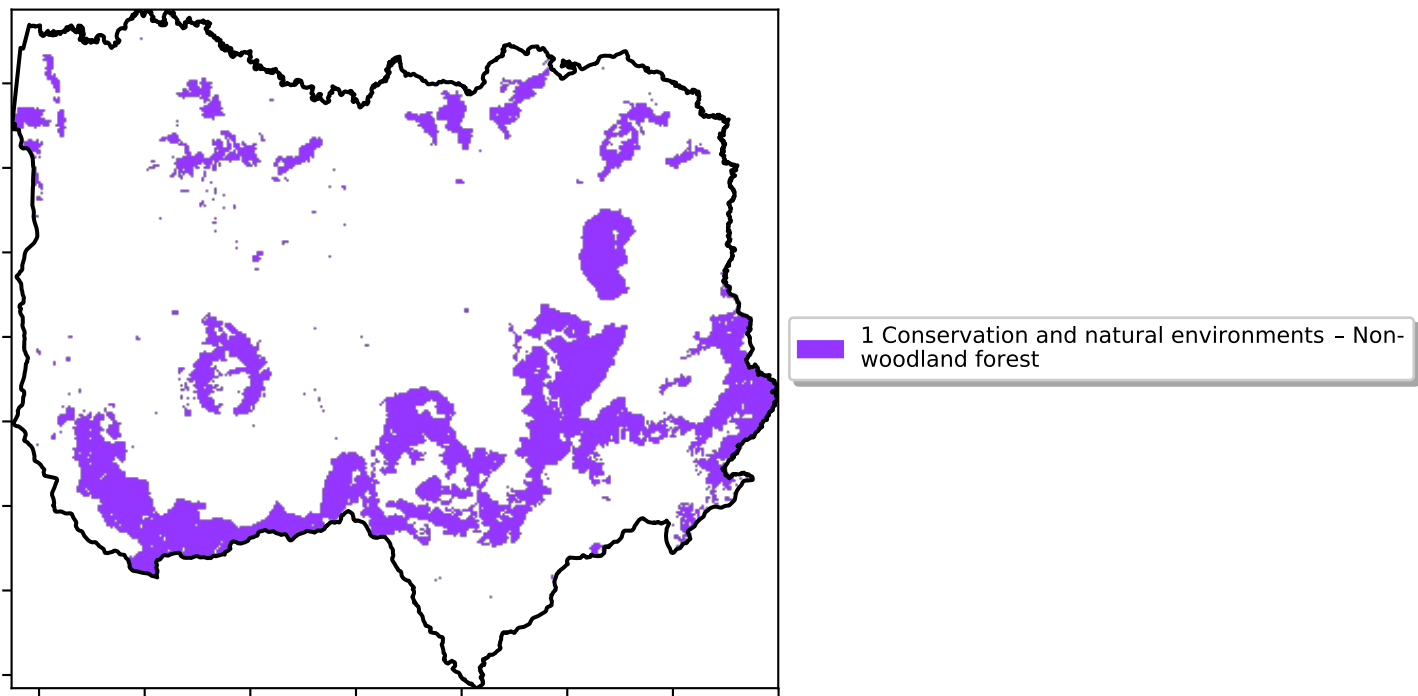 1 Conservation and natural environments – Non-
woodland forest